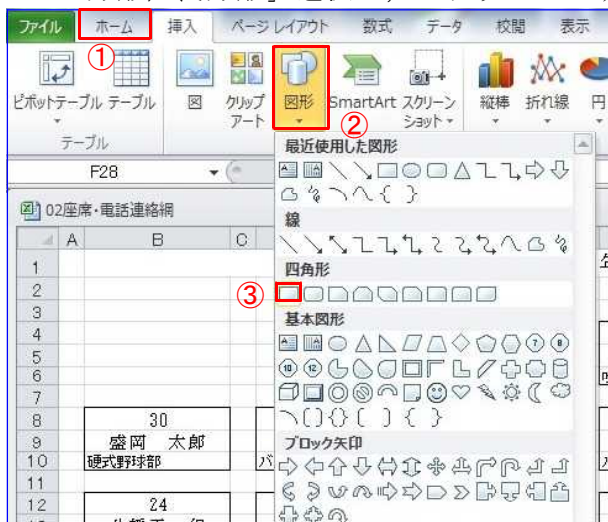 ファイル ホーム 挿入 ページ レイアウト 数式 データ 校閲 表示
①
ピボットテーブル テーブル 図 クリップアート 図形 SmartArt スクリーンショット 縦棒 折れ線 円
②
テーブル
最近使用した図形
F28
02座席・電話連絡網
線
A B C
四角形
1
2
③
3
基本図形
4
5
6
7
8 30
9 盛岡 太郎
10 硬式野球部 バ
ブロック矢印
11
12 24